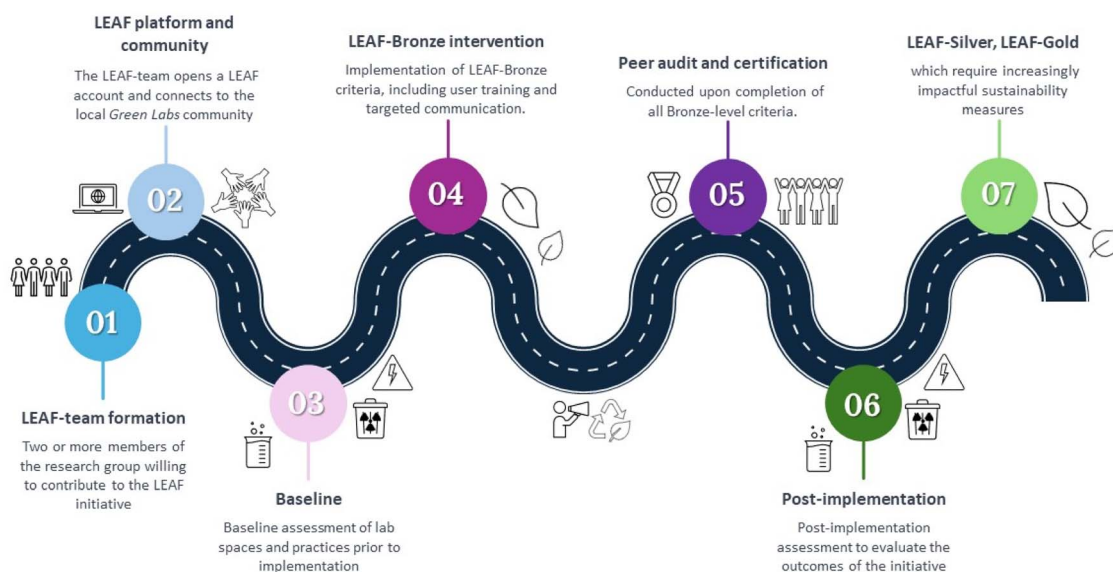 LEAF-team formation
01
Two or more members of
the research group willing
to contribute to the LEAF
initiative
LEAF platform and
community
The LEAF-team opens a LEAF
account and connects to the
local Green Labs community
02
03
Baseline
Baseline assessment of lab
spaces and practices prior to
implementation
LEAF-Bronze intervention
Implementation of LEAF-Bronze
criteria, including user training and
targeted communication.
04
Peer audit and certification
Conducted upon completion of
all Bronze-level criteria.
05
06
Post-implementation
Post-implementation
assessment to evaluate the
outcomes of the initiative
LEAF-Silver, LEAF-Gold
which require increasingly
impactful sustainability
measures
07